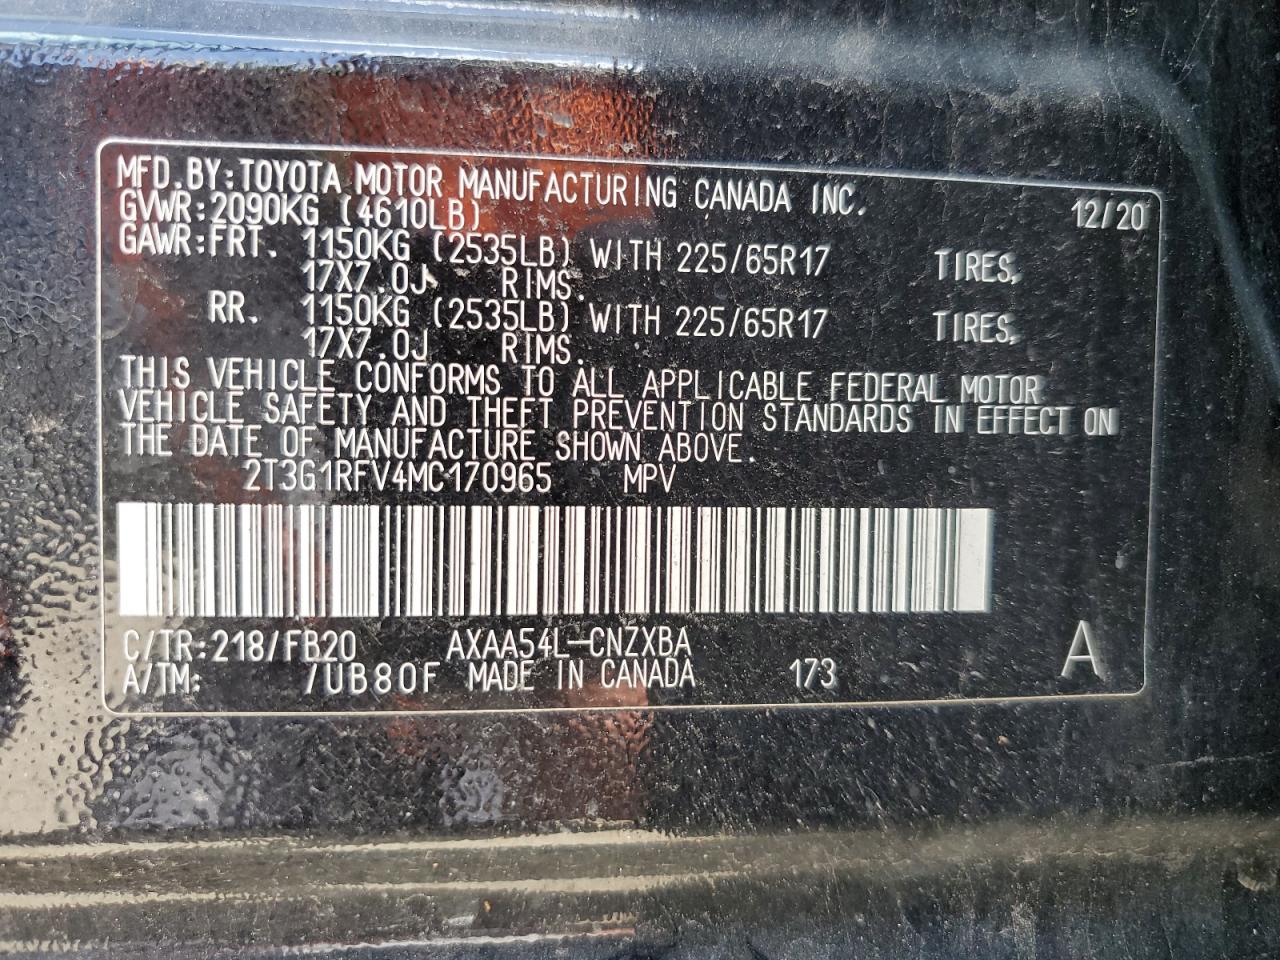 MFD.BY:TOYOTA MOTOR MANUFACTURING CANADA INC.
GVWR:2090KG (4610LB) 12/20
GAWR:FRT. 1150KG (2535LB) WITH 225/65R17 TIRES,
17X7.0J RIMS.
RR. 1150KG (2535LB) WITH 225/65R17 TIRES,
17X7.0J RIMS.
THIS VEHICLE CONFORMS TO ALL APPLICABLE FEDERAL MOTOR
VEHICLE SAFETY AND THEFT PREVENTION STANDARDS IN EFFECT ON
THE DATE OF MANUFACTURE SHOWN ABOVE.
2T3G1RFV4MC170965 MPV
C/TR:218/FB20 AXAA54L-CNZXBA A
A/TM: /UB80F MADE IN CANADA 173